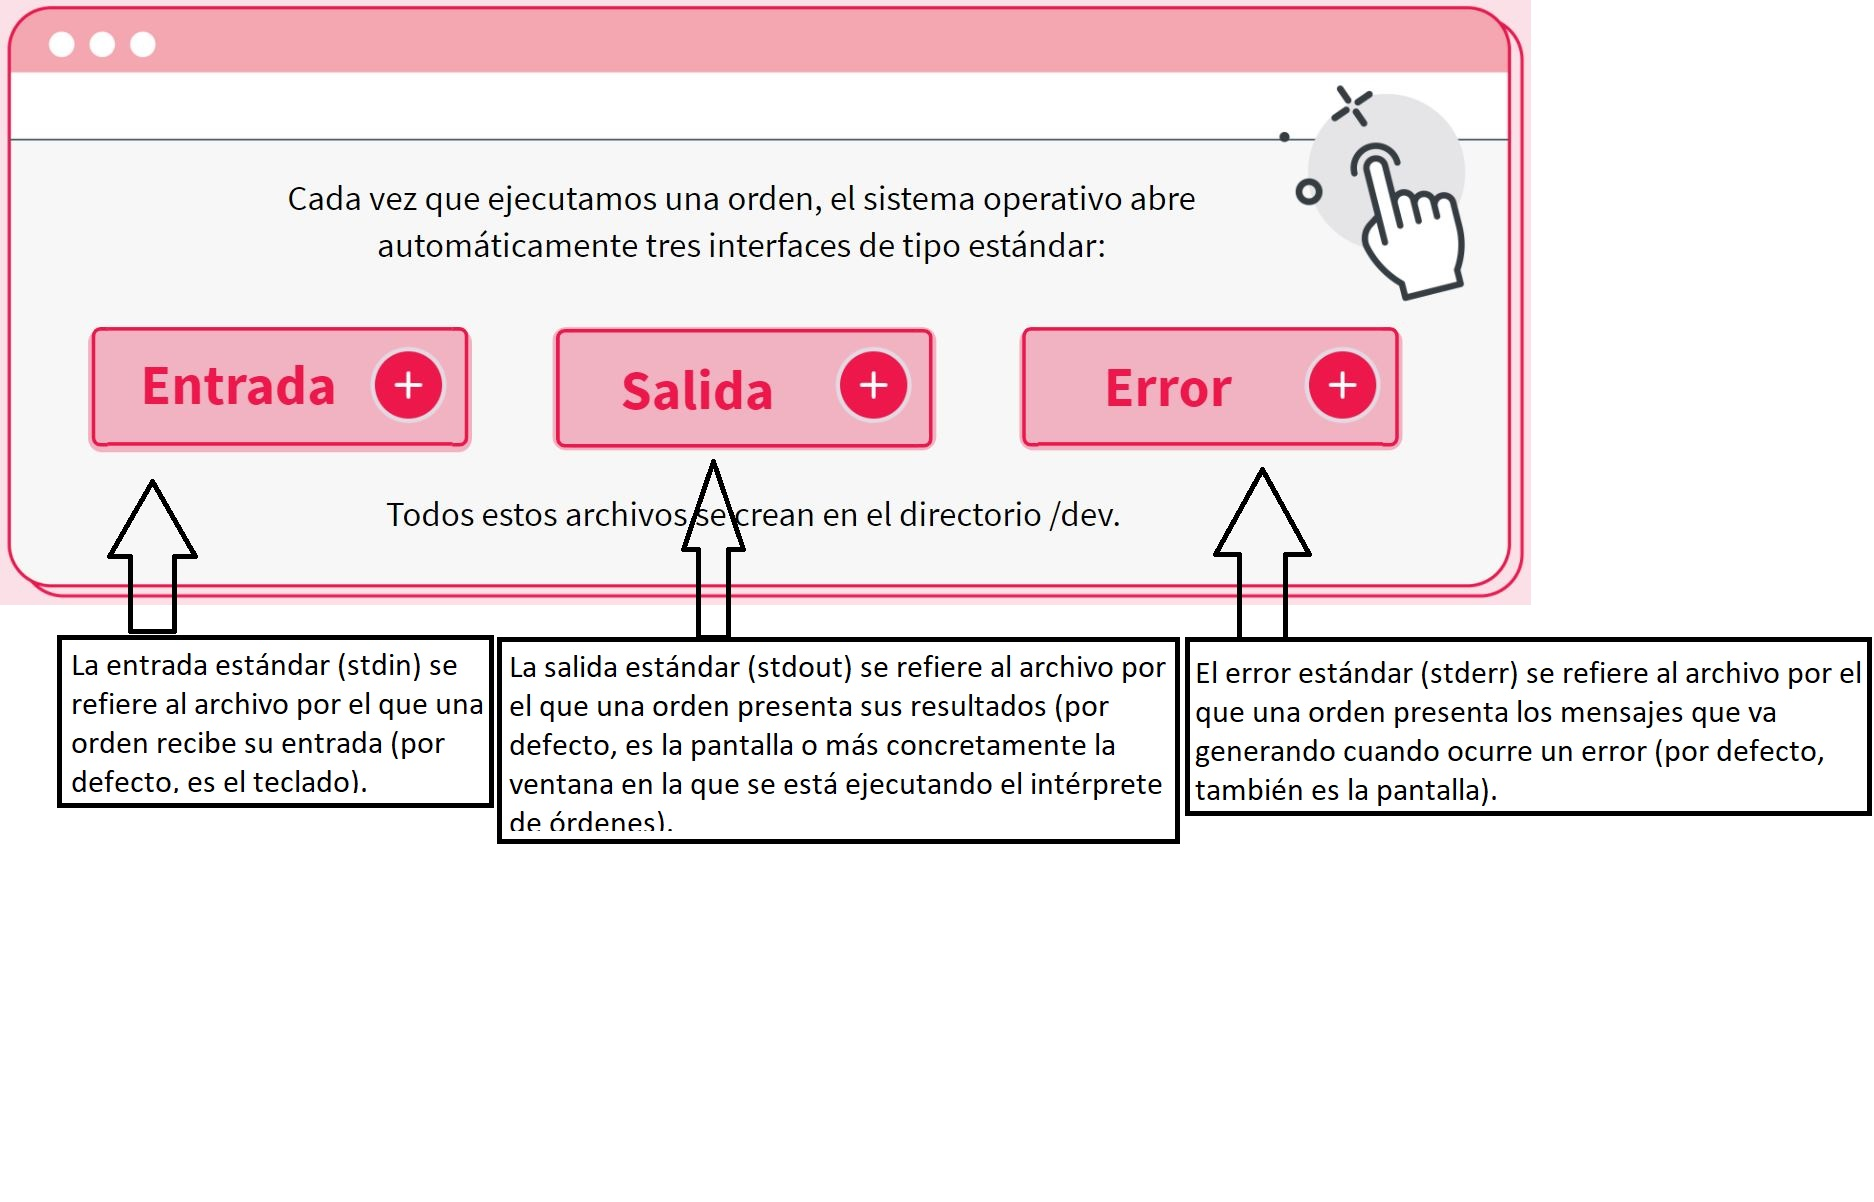 Cada vez que ejecutamos una orden, el sistema operativo abre
automáticamente tres interfaces de tipo estándar:
Entrada +
Salida +
Error +
Todos estos archivos se crean en el directorio /dev.
La entrada estándar (stdin) se
refiere al archivo por el que una
orden recibe su entrada (por
defecto, es el teclado).
La salida estándar (stdout) se refiere al archivo por
el que una orden presenta sus resultados (por
defecto, es la pantalla o más concretamente la
ventana en la que se está ejecutando el intérprete
de órdenes).
El error estándar (stderr) se refiere al archivo por el
que una orden presenta los mensajes que va
generando cuando ocurre un error (por defecto,
también es la pantalla).